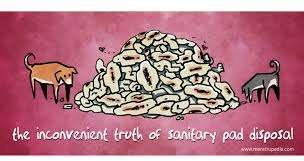 the inconvenient truth of sanitary pad disposal
www.menstrupedia.com